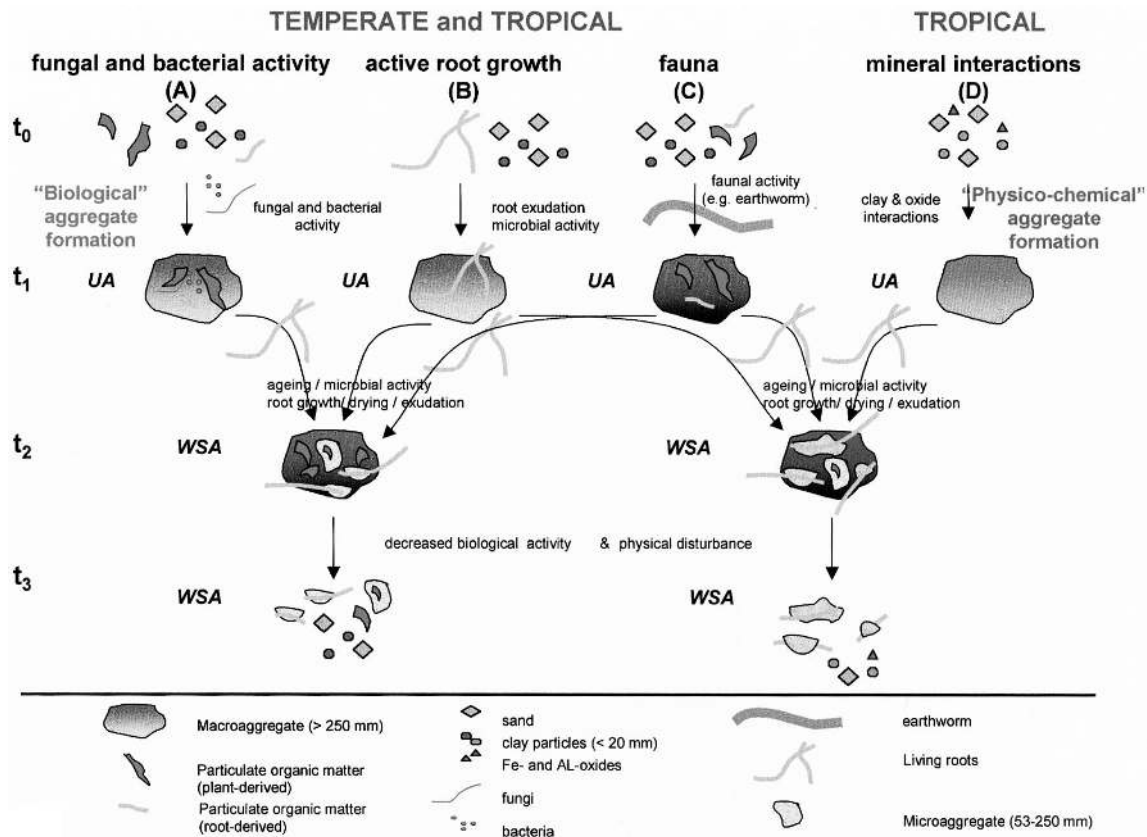 TEMPERATE and TROPICAL
TROPICAL
fungal and bacterial activity
(A)
active root growth
(B)
fauna
(C)
mineral interactions
(D)
t0
"Biological"
aggregate
formation
fungal and bacterial
activity
root exudation
microbial activity
faunal activity
(e.g. earthworm)
clay & oxide
interactions
"Physico-chemical"
aggregate
formation
t1
UA
UA
UA
UA
ageing / microbial activity
root growth/ drying / exudation
ageing / microbial activity
root growth/ drying / exudation
t2
WSA
WSA
decreased biological activity & physical disturbance
t3
WSA
WSA
Macroaggregate (> 250 mm)
Particulate organic matter
(plant-derived)
Particulate organic matter
(root-derived)
sand
clay particles (< 20 mm)
Fe- and AL-oxides
fungi
bacteria
earthworm
Living roots
Microaggregate (53-250 mm)